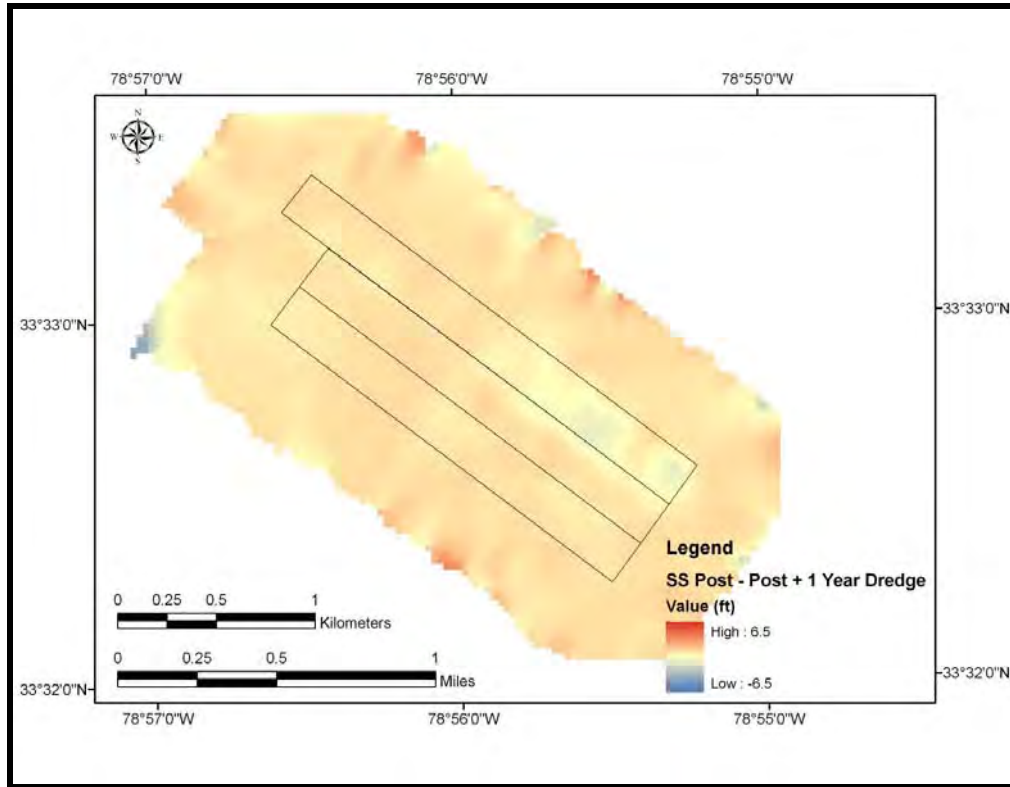 78°57'0"W 78°56'0"W 78°55'0"W
N
W E
S
33°33'0"N 33°33'0"N
Legend
SS Post - Post + 1 Year Dredge
Value (ft)
High : 6.5
Low : -6.5
0 0.25 0.5 1
Kilometers
0 0.25 0.5 1
Miles
33°32'0"N 33°32'0"N
78°57'0"W 78°56'0"W 78°55'0"W